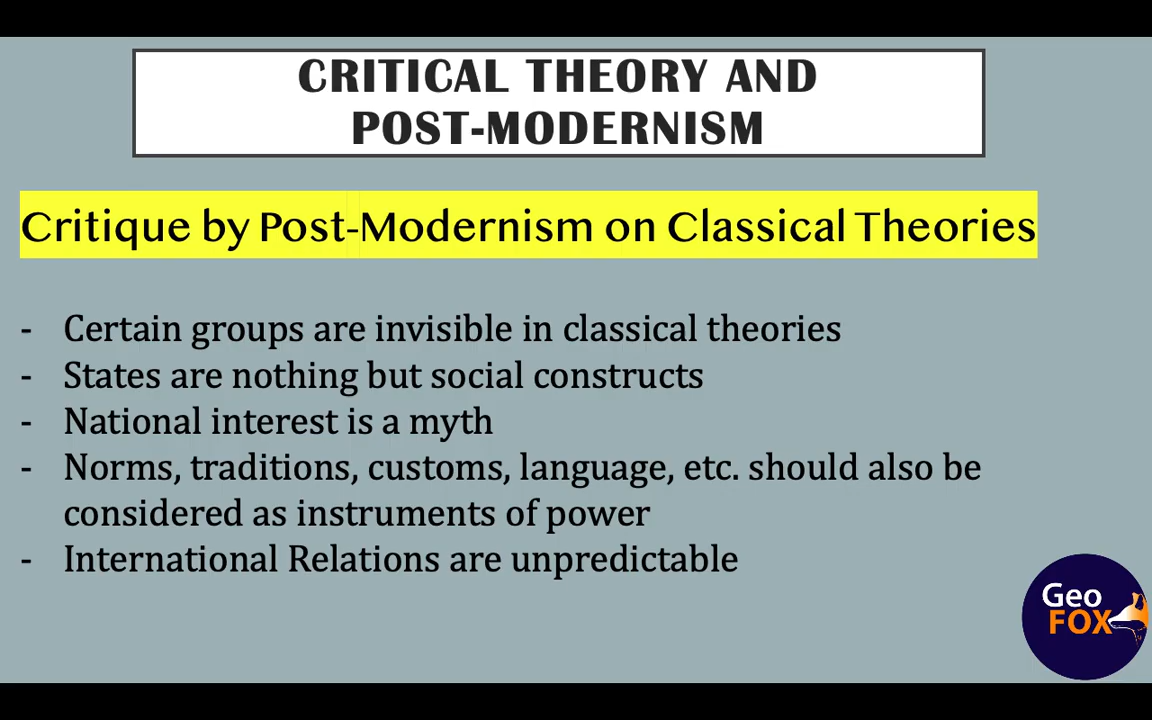 CRITICAL THEORY AND
POST-MODERNISM
Critique by Post-Modernism on Classical Theories
- Certain groups are invisible in classical theories
- States are nothing but social constructs
- National interest is a myth
- Norms, traditions, customs, language, etc. should also be
considered as instruments of power
- International Relations are unpredictable
Geo
FOX